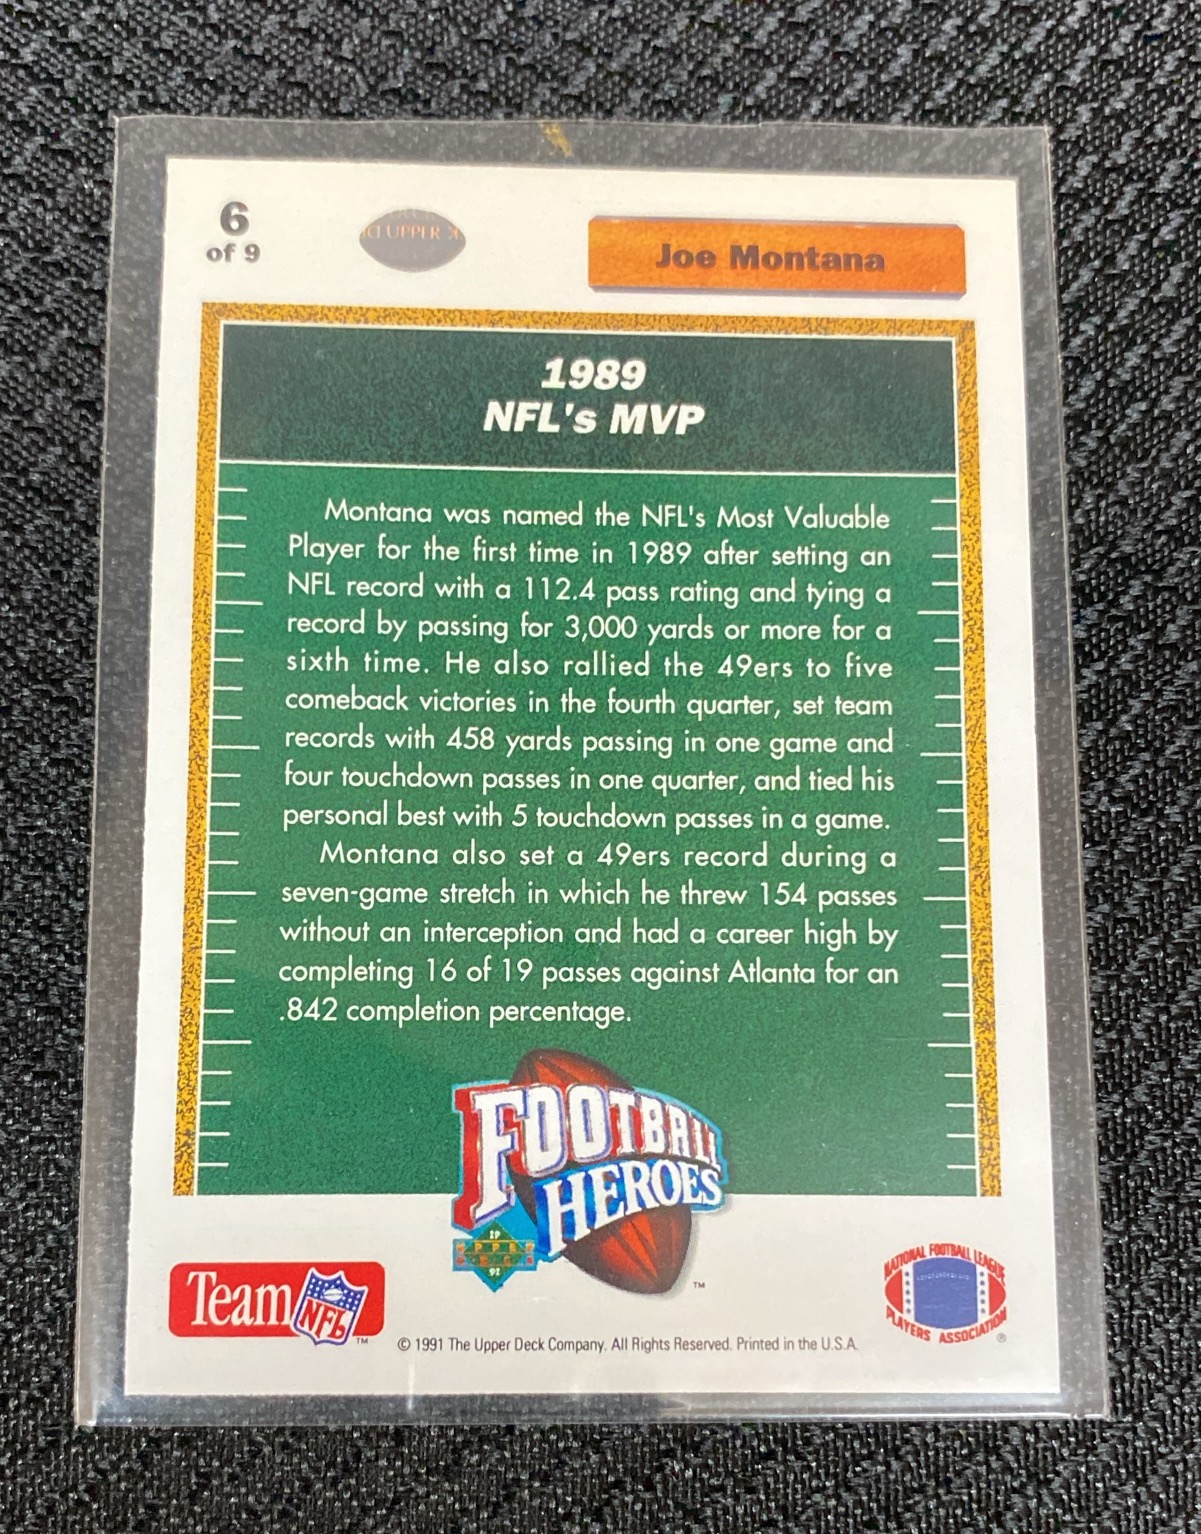 6
of 9
UPPER
Joe Montana
1989
NFL's MVP
Montana was named the NFL's Most Valuable
Player for the first time in 1989 after setting an
NFL record with a 112.4 pass rating and tying a
record by passing for 3,000 yards or more for a
sixth time. He also rallied the 49ers to five
comeback victories in the fourth quarter, set team
records with 458 yards passing in one game and
four touchdown passes in one quarter, and tied his
personal best with 5 touchdown passes in a game.
Montana also set a 49ers record during a
seven-game stretch in which he threw 154 passes
without an interception and had a career high by
completing 16 of 19 passes against Atlanta for an
.842 completion percentage.
FOOTBALL
HEROES
19
UPPER
DECK
91
™
Team NFL ™
NATIONAL FOOTBALL LEAGUE
PLAYERS ASSOCIATION ®
© 1991 The Upper Deck Company. All Rights Reserved. Printed in the U.S.A.